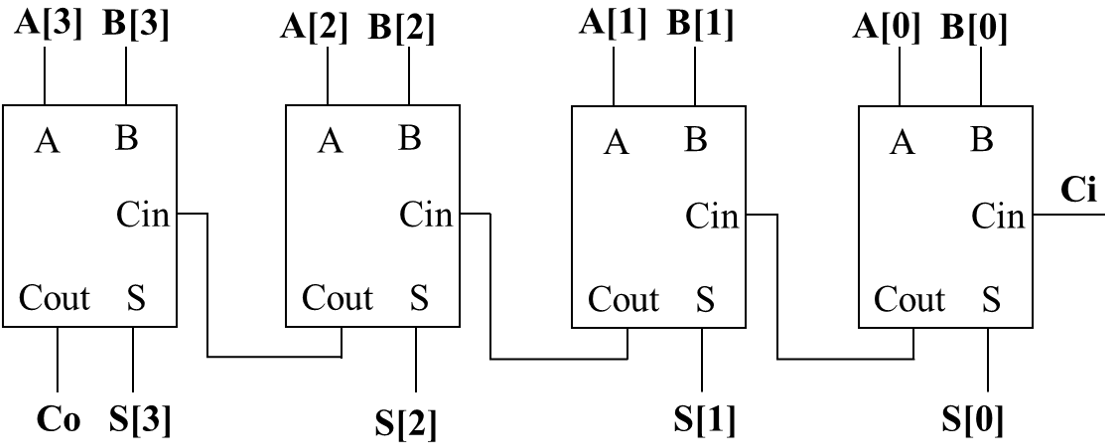 A[3] B[3] A[2] B[2] A[1] B[1] A[0] B[0]
A B A B A B A B
Cin Cin Cin Cin Ci
Cout S Cout S Cout S Cout S
Co S[3] S[2] S[1] S[0]